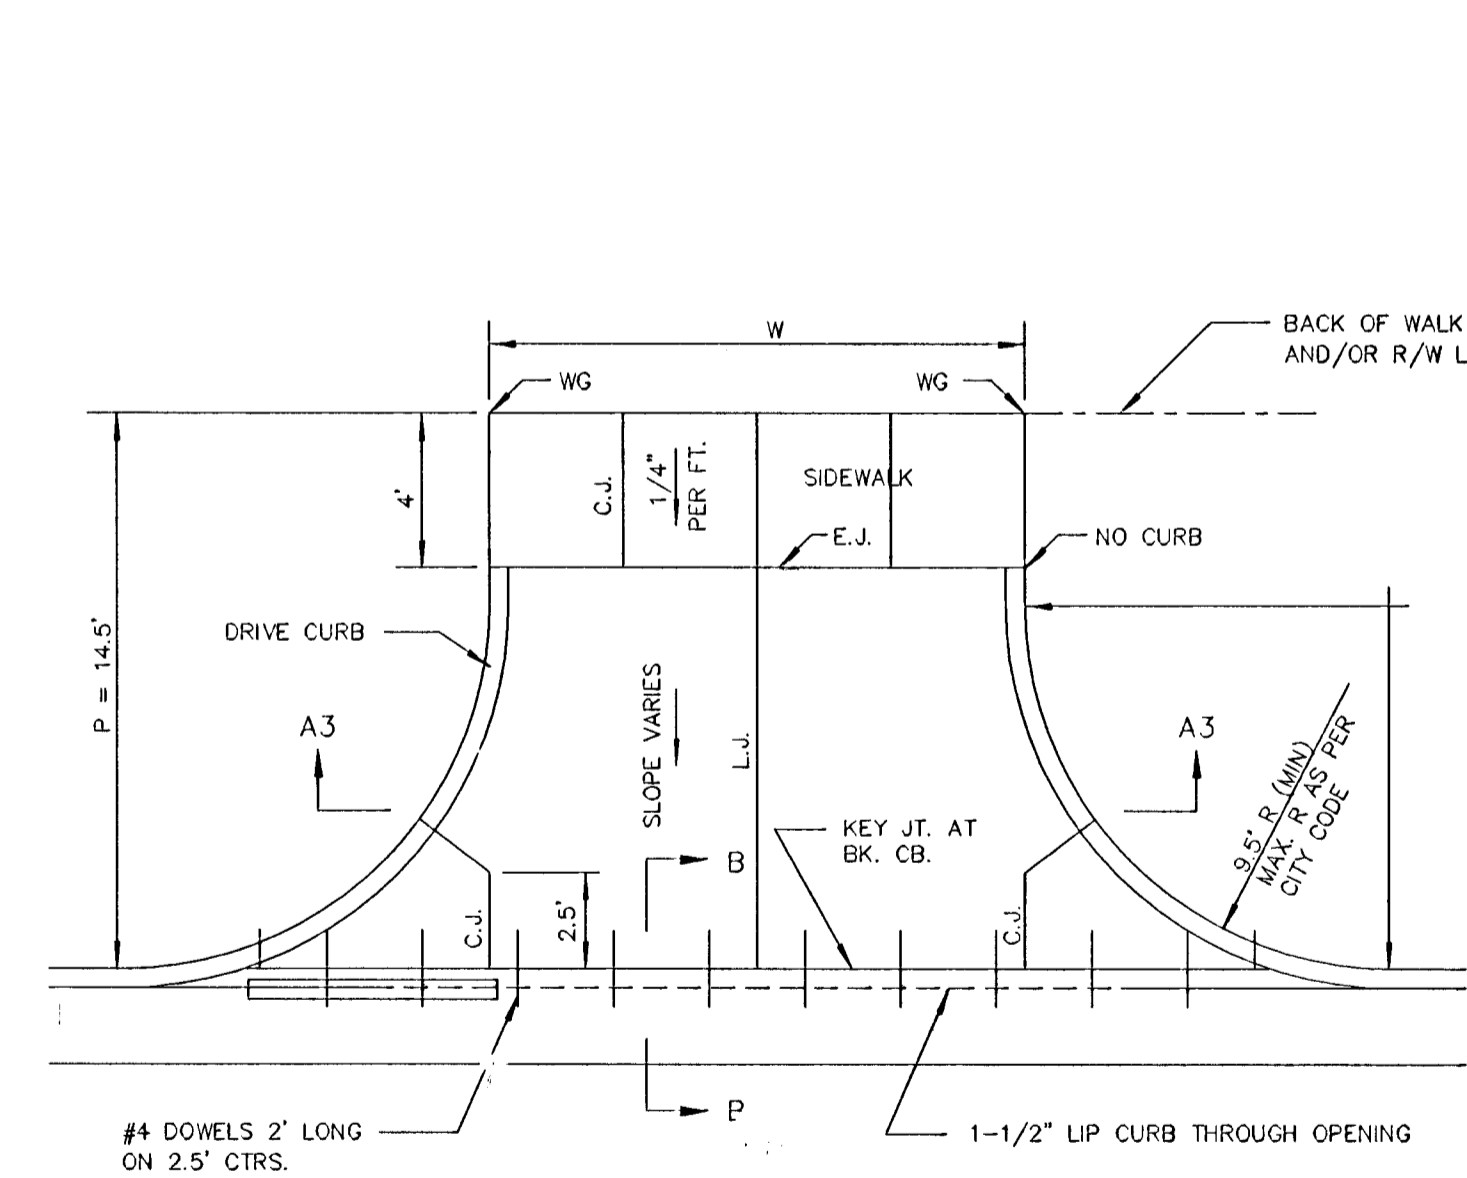 W
BACK OF WALK
AND/OR R/W L
WG
WG
4'
C.J.
1/4"
PER FT.
SIDEWALK
E.J.
NO CURB
P = 14.5'
DRIVE CURB
SLOPE VARIES
L.J.
A3
A3
9.5' R (MIN)
MAX. R AS PER
CITY CODE
KEY JT. AT
BK. CB.
B
2.5'
C.J.
C.J.
B
#4 DOWELS 2' LONG
ON 2.5' CTRS.
1-1/2" LIP CURB THROUGH OPENING